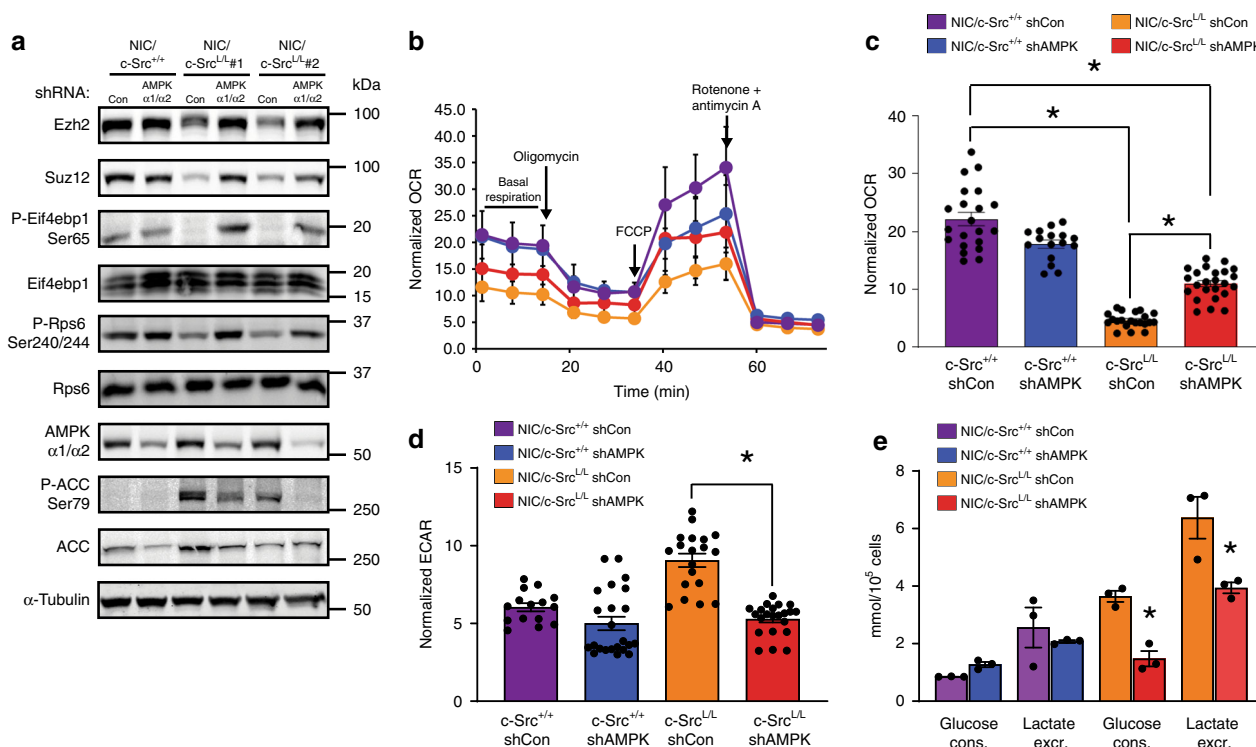 a
NIC/ c-Src+/+
NIC/ c-SrcL/L#1
NIC/ c-SrcL/L#2
kDa
shRNA:
Con
AMPK α1/α2
Con
AMPK α1/α2
Con
AMPK α1/α2
Ezh2
100
Suz12
100
P-Eif4ebp1 Ser65
20
Eif4ebp1
20
15
P-Rps6 Ser240/244
37
Rps6
37
AMPK α1/α2
50
P-ACC Ser79
250
ACC
250
α-Tubulin
50
b
Normalized OCR
45.0
40.0
35.0
30.0
25.0
20.0
15.0
10.0
5.0
0.0
Basal respiration
Oligomycin
FCCP
Rotenone + antimycin A
0
20
40
60
Time (min)
c
NIC/c-Src+/+ shCon
NIC/c-SrcL/L shCon
NIC/c-Src+/+ shAMPK
NIC/c-SrcL/L shAMPK
Normalized OCR
40
30
20
10
0
*
*
*
c-Src+/+ shCon
c-Src+/+ shAMPK
c-SrcL/L shCon
c-SrcL/L shAMPK
d
NIC/c-Src+/+ shCon
NIC/c-Src+/+ shAMPK
NIC/c-SrcL/L shCon
NIC/c-SrcL/L shAMPK
Normalized ECAR
15
10
5
0
*
c-Src+/+ shCon
c-Src+/+ shAMPK
c-SrcL/L shCon
c-SrcL/L shAMPK
e
NIC/c-Src+/+ shCon
NIC/c-Src+/+ shAMPK
NIC/c-SrcL/L shCon
NIC/c-SrcL/L shAMPK
mmol/10⁵ cells
8
6
4
2
0
*
*
Glucose cons.
Lactate excr.
Glucose cons.
Lactate excr.